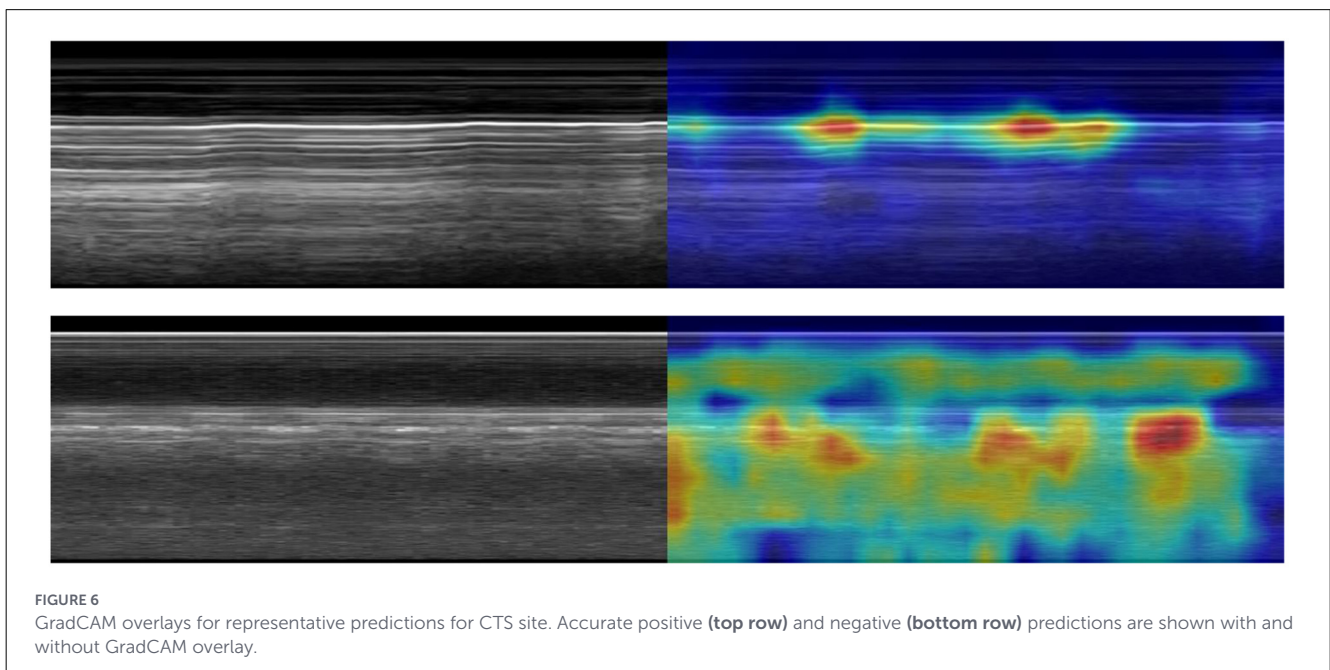 FIGURE 6
GradCAM overlays for representative predictions for CTS site. Accurate positive (top row) and negative (bottom row) predictions are shown with and
without GradCAM overlay.